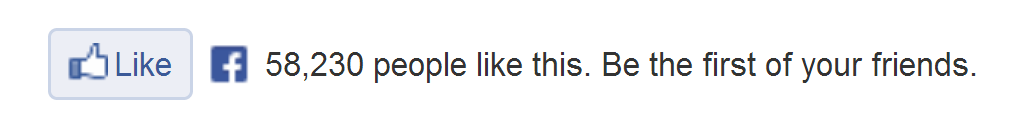 Like 58,230 people like this. Be the first of your friends.